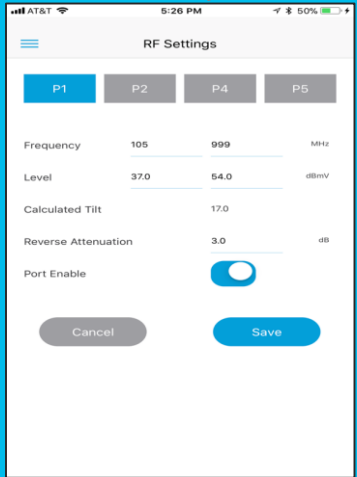 AT&T 5:26 PM 50%
RF Settings
P1 P2 P4 P5
Frequency 105 999 MHz
Level 37.0 54.0 dBmV
Calculated Tilt 17.0
Reverse Attenuation 3.0 dB
Port Enable
Cancel Save